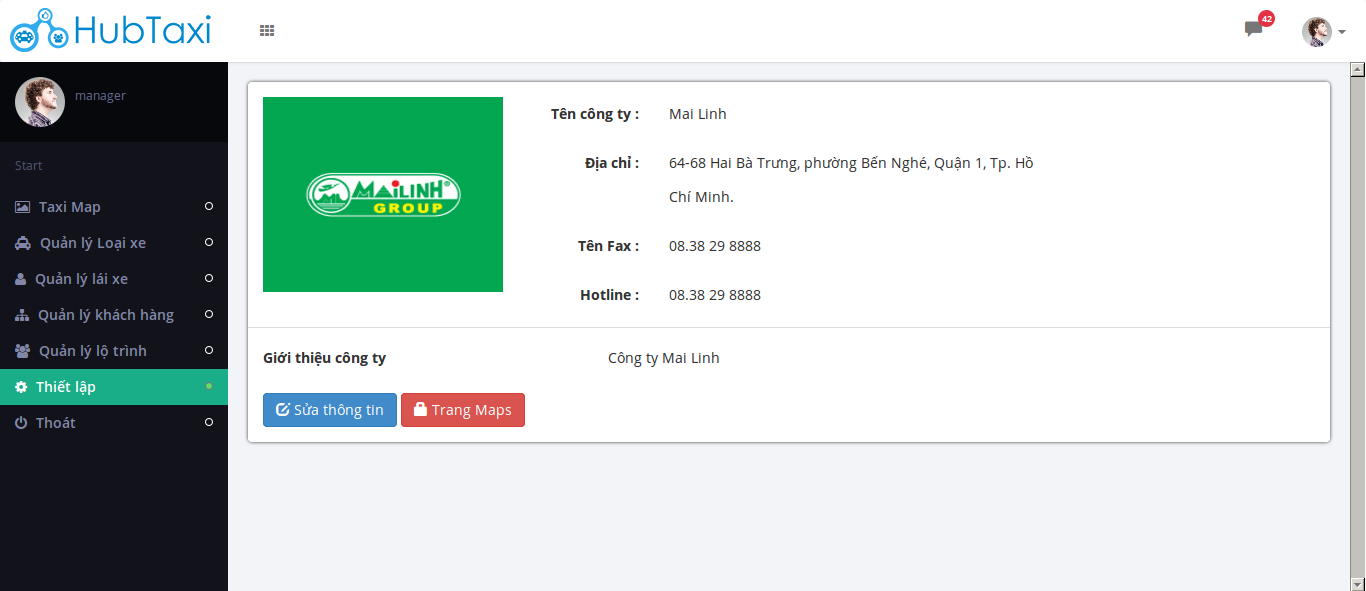 HubTaxi
42
manager
Start
Taxi Map
Quản lý Loại xe
Quản lý lái xe
Quản lý khách hàng
Quản lý lộ trình
Thiết lập
Thoát
MAILINH®
GROUP
Tên công ty : Mai Linh
Địa chỉ : 64-68 Hai Bà Trưng, phường Bến Nghé, Quận 1, Tp. Hồ
Chí Minh.
Tên Fax : 08.38 29 8888
Hotline : 08.38 29 8888
Giới thiệu công ty Công ty Mai Linh
Sửa thông tin Trang Maps